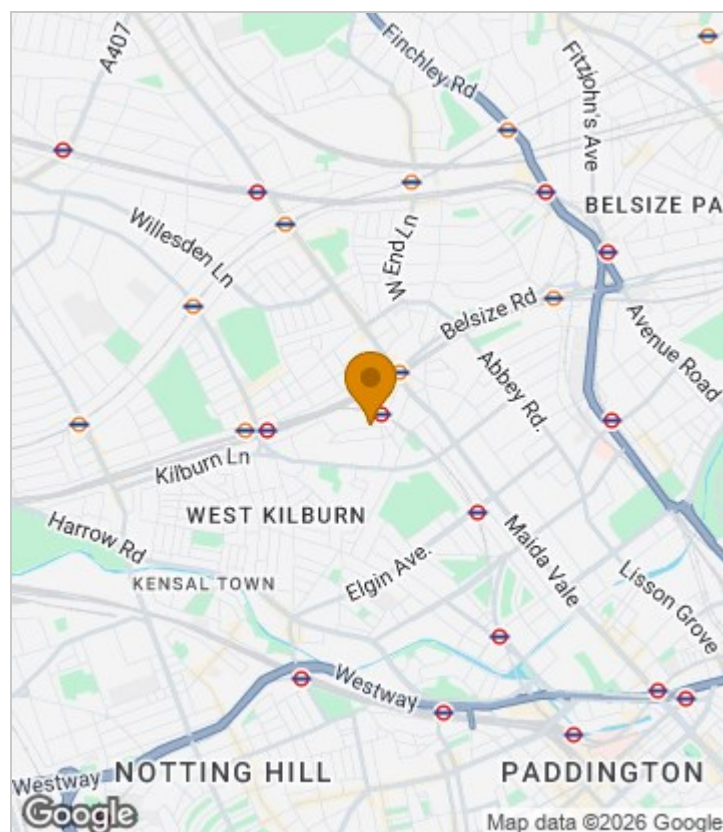 A407
Finchley Rd
Fitzjohn's Ave
BELSIZE PA
Willesden Ln
W End Ln
Belsize Rd
Avenue Road
Abbey Rd.
Kilburn Ln
WEST KILBURN
Harrow Rd
Maida Vale
KENSAL TOWN
Elgin Ave.
Lisson Grove
Westway
Westway
NOTTING HILL
PADDINGTON
Google
Map data ©2026 Google